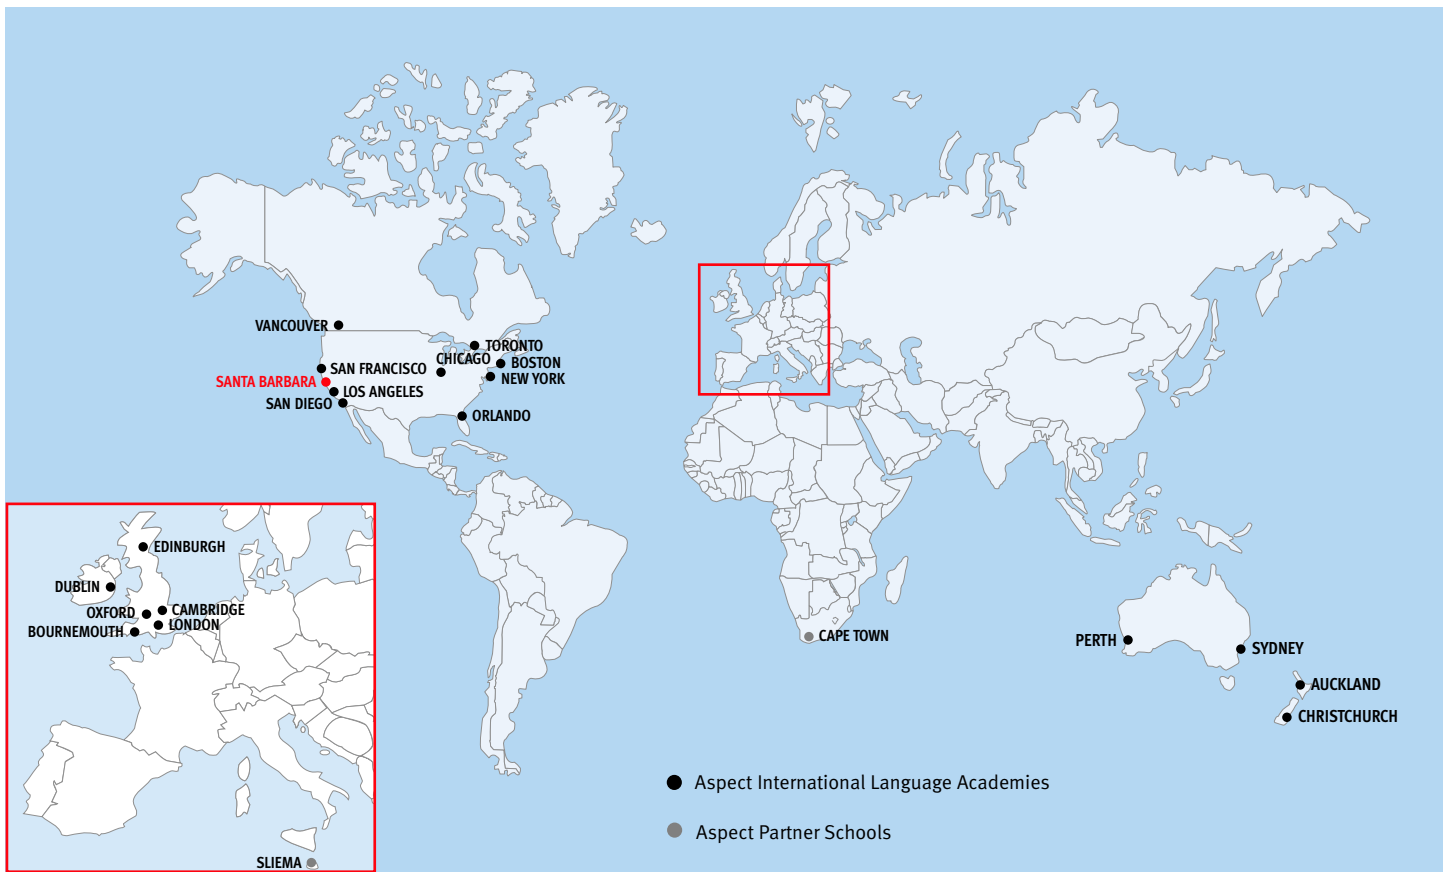 VANCOUVER
TORONTO
CHICAGO
BOSTON
SAN FRANCISCO
NEW YORK
SANTA BARBARA
LOS ANGELES
SAN DIEGO
ORLANDO
EDINBURGH
DUBLIN
OXFORD
CAMBRIDGE
LONDON
BOURNEMOUTH
SLIEMA
CAPE TOWN
PERTH
SYDNEY
AUCKLAND
CHRISTCHURCH
Aspect International Language Academies
Aspect Partner Schools